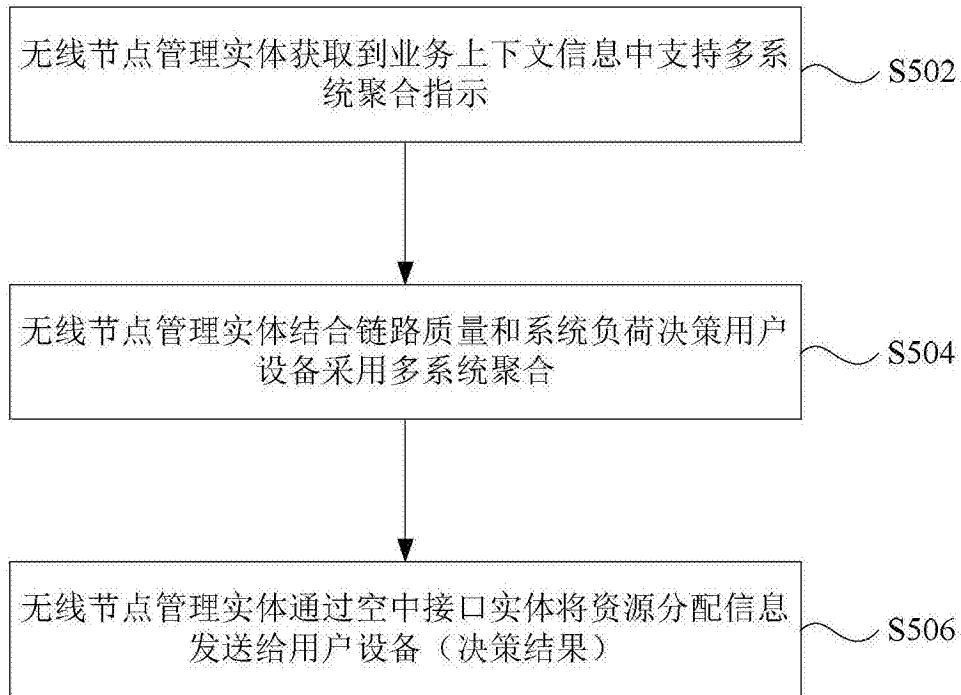 无线节点管理实体获取到业务上下文信息中支持多系
统聚合指示
S502
无线节点管理实体结合链路质量和系统负荷决策用户
设备采用多系统聚合
S504
无线节点管理实体通过空中接口实体将资源分配信息
发送给用户设备（决策结果）
S506